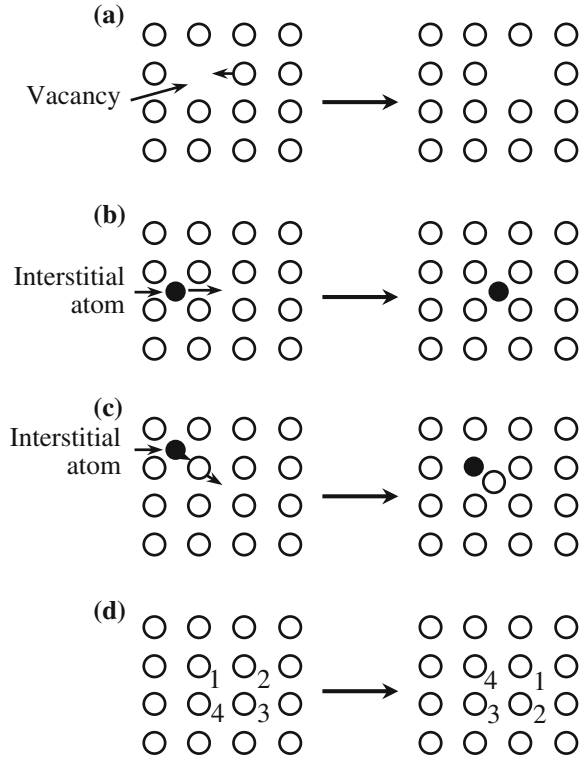 (a)
Vacancy
(b)
Interstitial
atom
(c)
Interstitial
atom
(d)
1 2 4 1
4 3 3 2